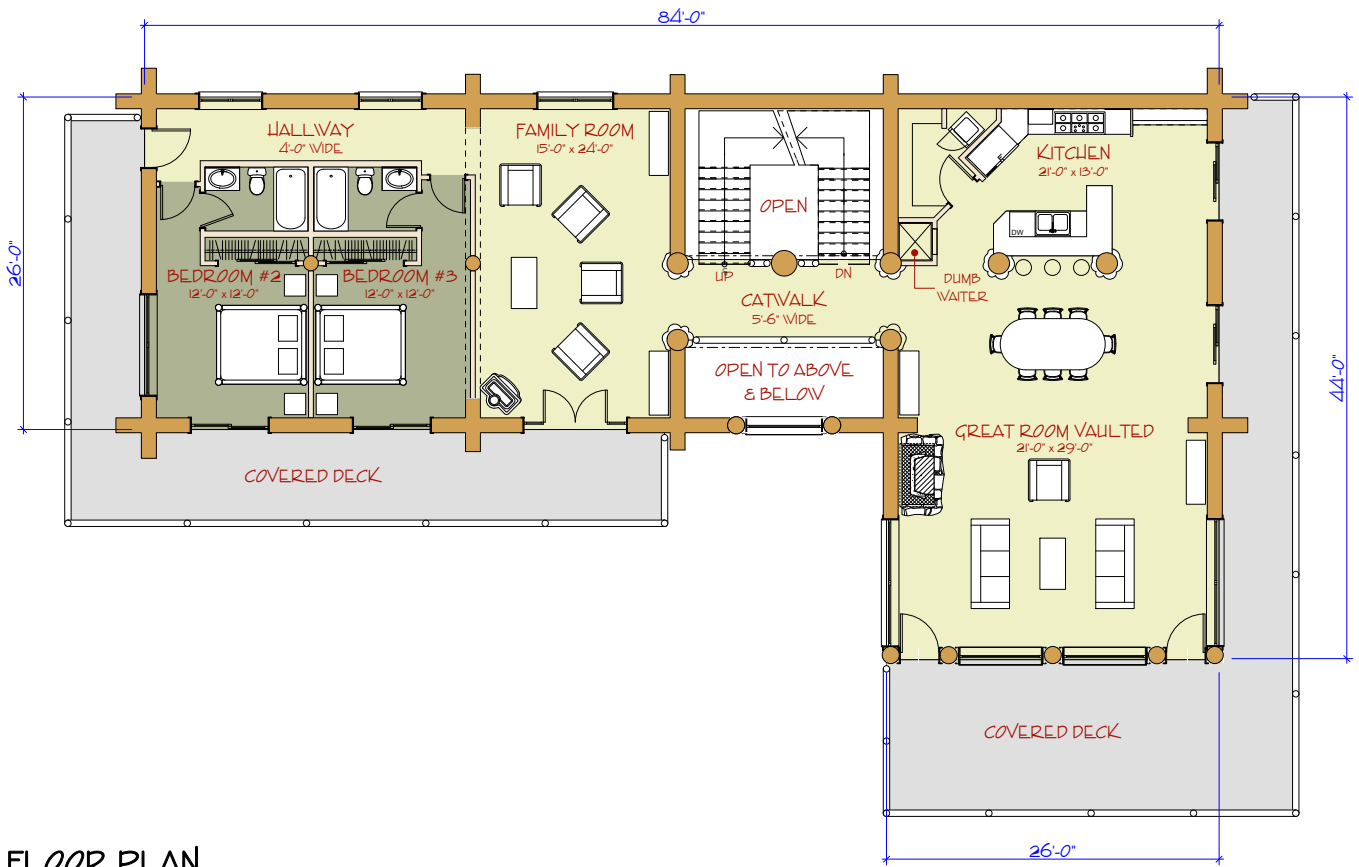 84'-0"
HALLWAY
4'-0" WIDE
FAMILY ROOM
15'-0" x 24'-0"
KITCHEN
21'-0" x 13'-0"
OPEN
DW
26'-0"
BEDROOM #2
12'-0" x 12'-0"
BEDROOM #3
12'-0" x 12'-0"
UP
DN
DUMB
WAITER
CATWALK
5'-6" WIDE
OPEN TO ABOVE
& BELOW
44'-0"
GREAT ROOM VAULTED
21'-0" x 29'-0"
COVERED DECK
COVERED DECK
FLOOR PLAN
26'-0"